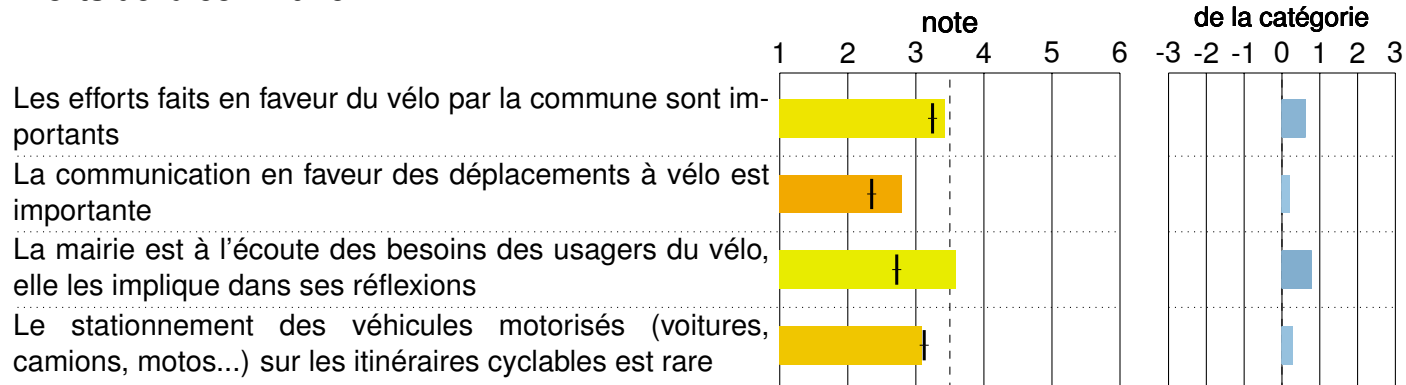 note
de la catégorie
1 2 3 4 5 6
-3 -2 -1 0 1 2 3
Les efforts faits en faveur du vélo par la commune sont im-
portants
La communication en faveur des déplacements à vélo est
importante
La mairie est à l'écoute des besoins des usagers du vélo,
elle les implique dans ses réflexions
Le stationnement des véhicules motorisés (voitures,
camions, motos...) sur les itinéraires cyclables est rare